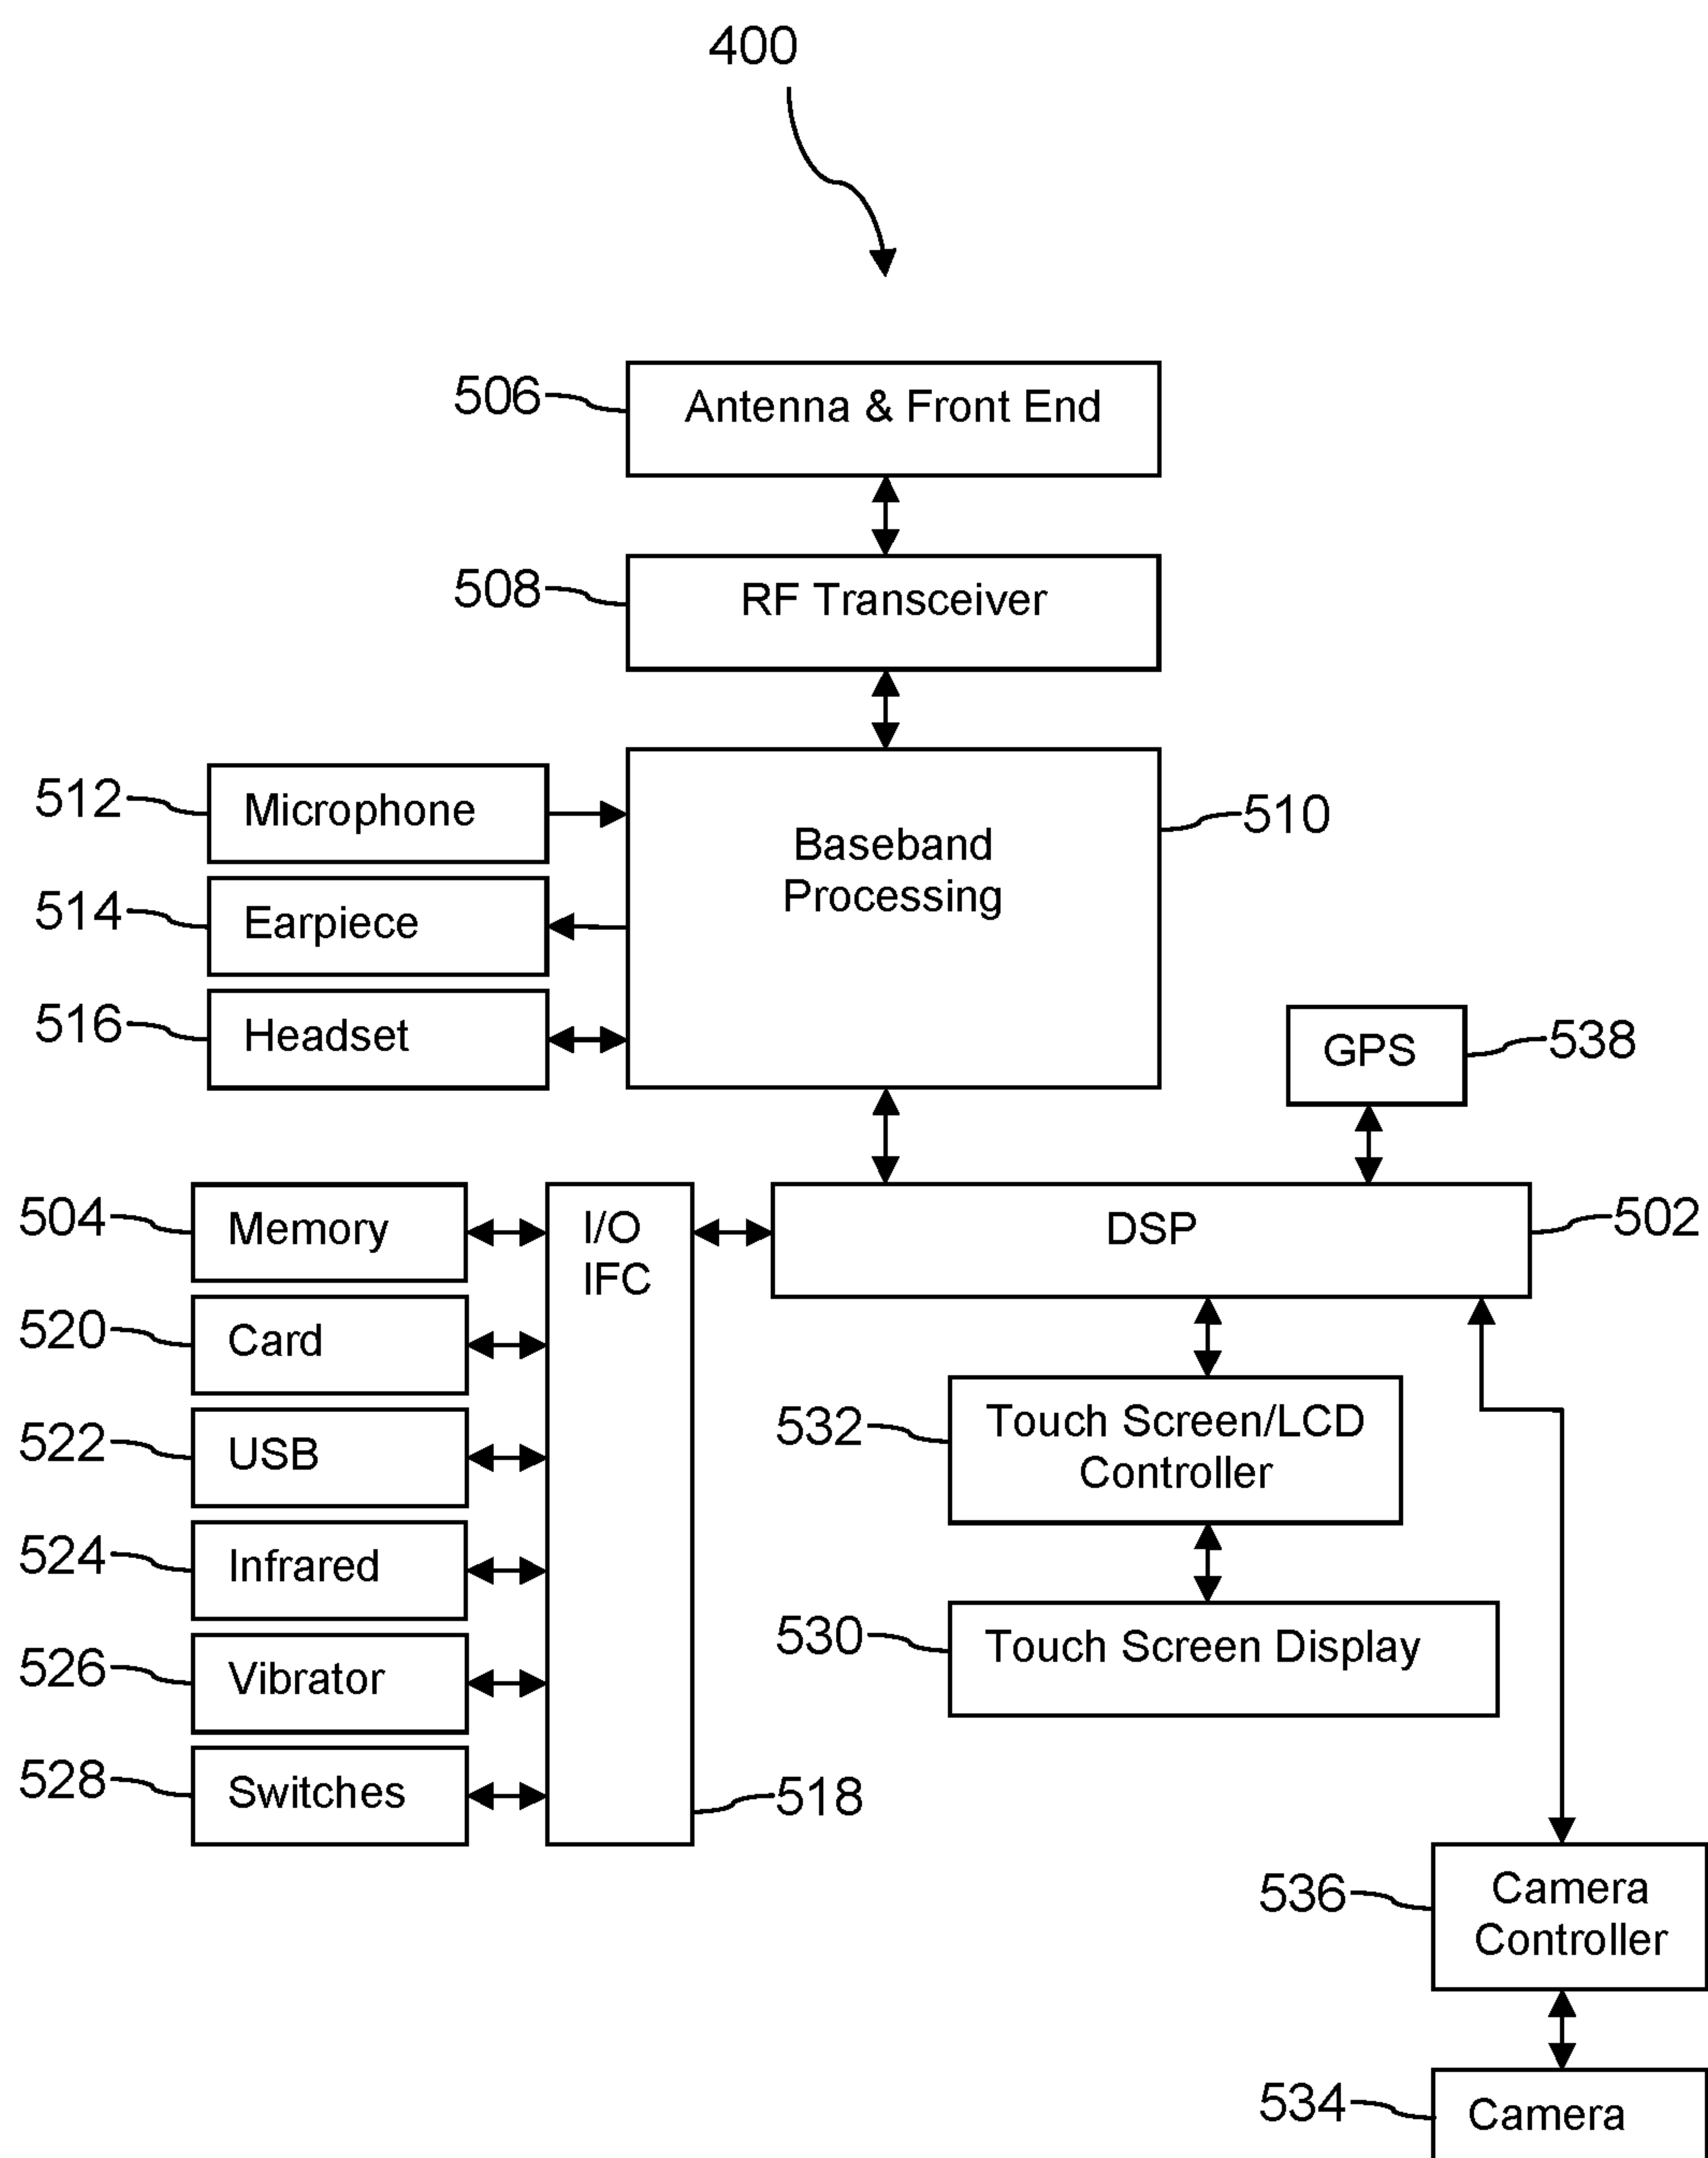 400
506
Antenna & Front End
508
RF Transceiver
512
Microphone
510
Baseband
Processing
514
Earpiece
516
Headset
GPS
538
504
Memory
I/O
IFC
DSP
502
520
Card
522
USB
532
Touch Screen/LCD
Controller
524
Infrared
530
Touch Screen Display
526
Vibrator
528
Switches
518
536
Camera
Controller
534
Camera